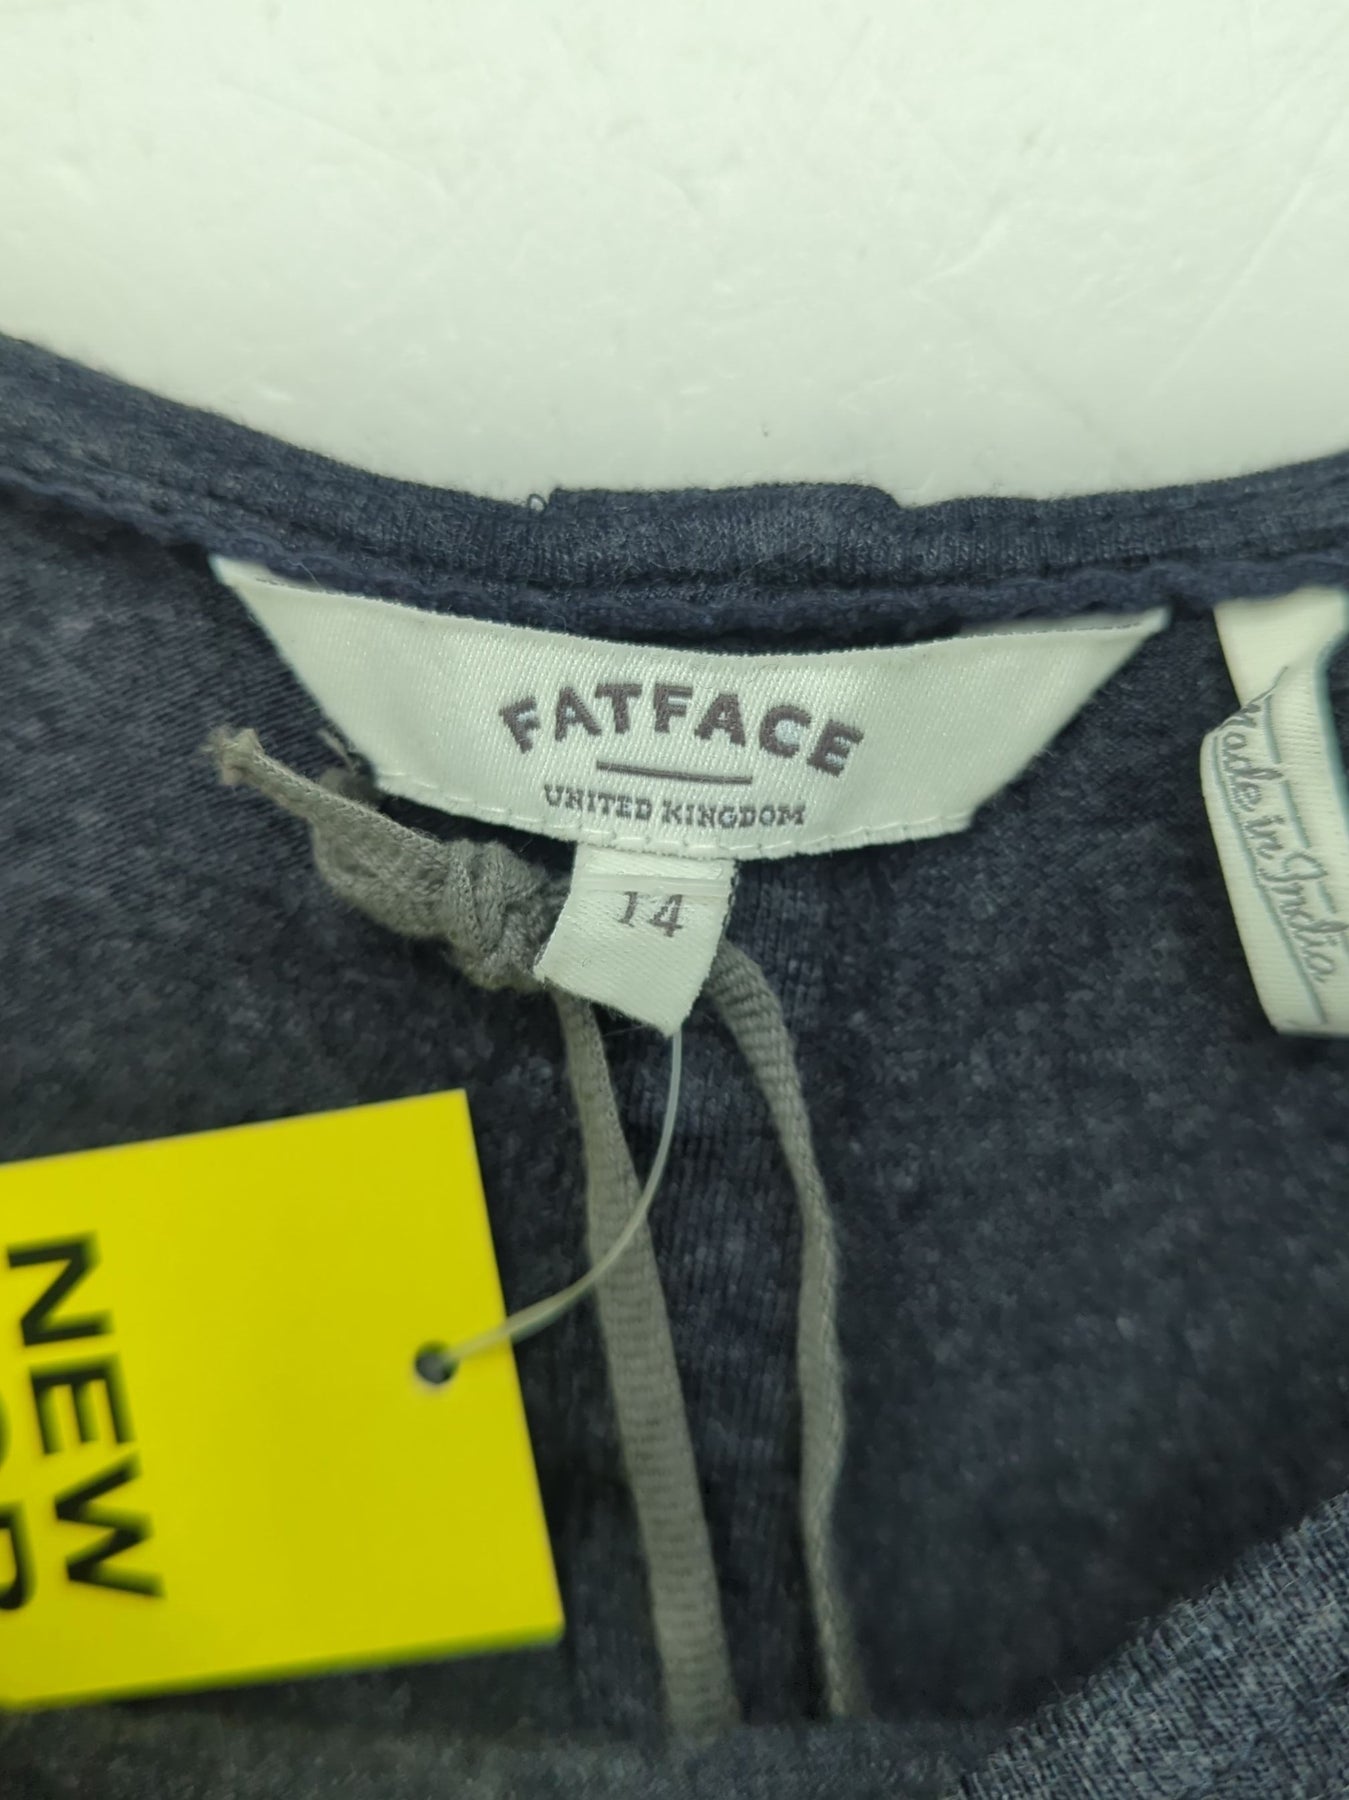 FATFACE
UNITED KINGDOM
14
Made in India
NEW